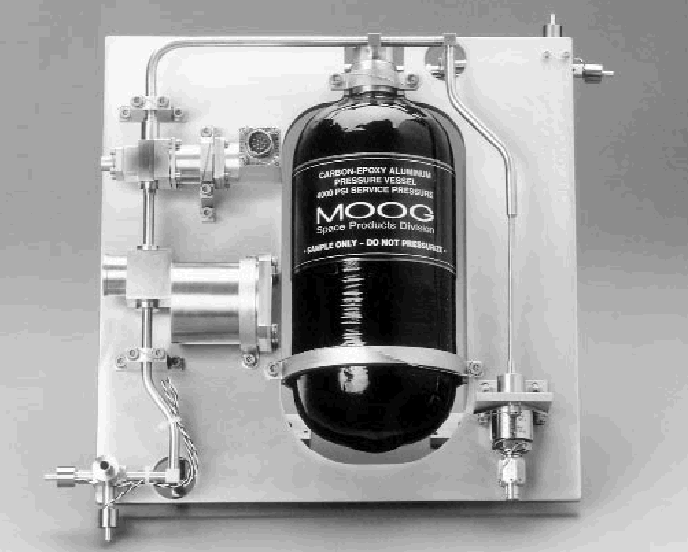 CARBON-EPOXY ALUMINUM
PRESSURE VESSEL
4000 PSI SERVICE PRESSURE
MOOG
Space Products Division
- SAMPLE ONLY - DO NOT PRESSURIZE -